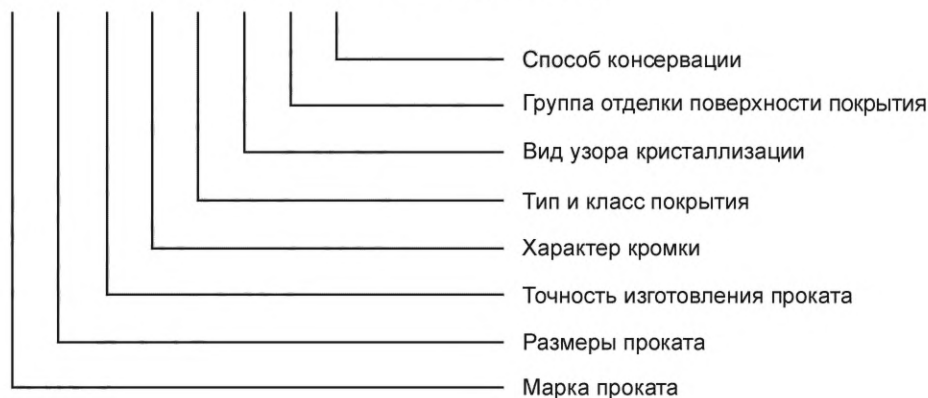 Способ консервации
Группа отделки поверхности покрытия
Вид узора кристаллизации
Тип и класс покрытия
Характер кромки
Точность изготовления проката
Размеры проката
Марка проката